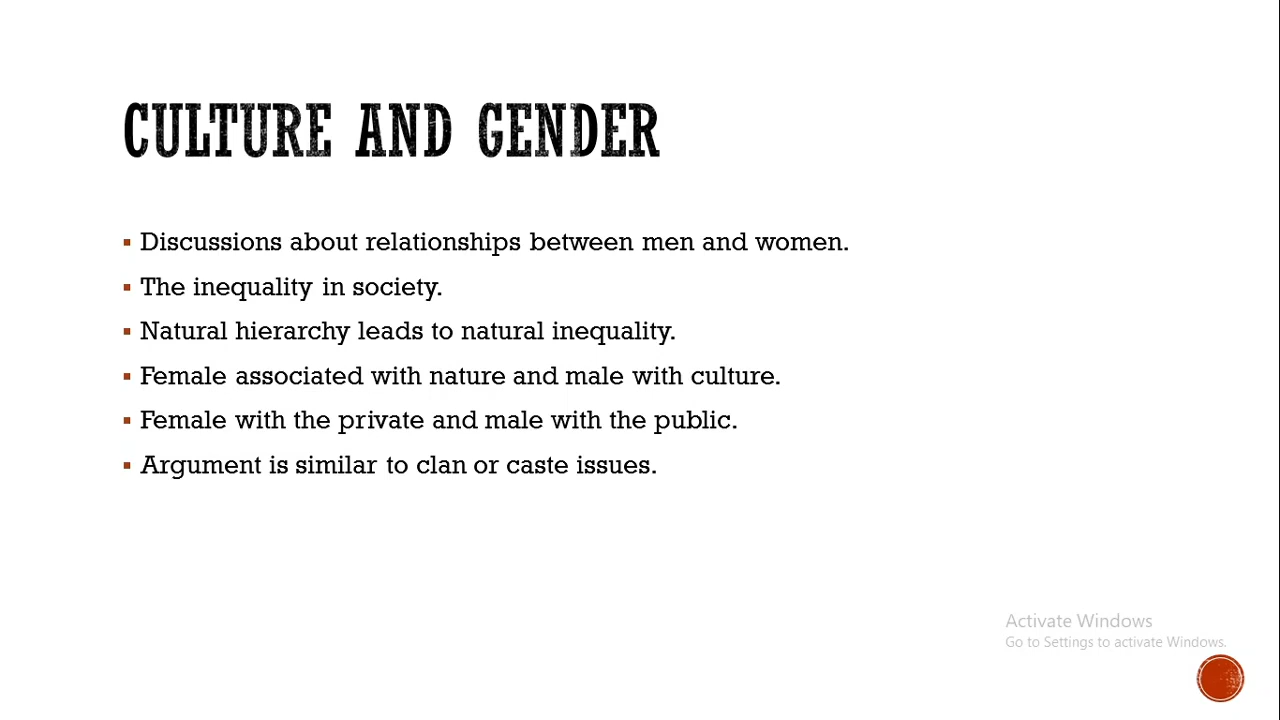 CULTURE AND GENDER
▪ Discussions about relationships between men and women.
▪ The inequality in society.
▪ Natural hierarchy leads to natural inequality.
▪ Female associated with nature and male with culture.
▪ Female with the private and male with the public.
▪ Argument is similar to clan or caste issues.
Activate Windows
Go to Settings to activate Windows.